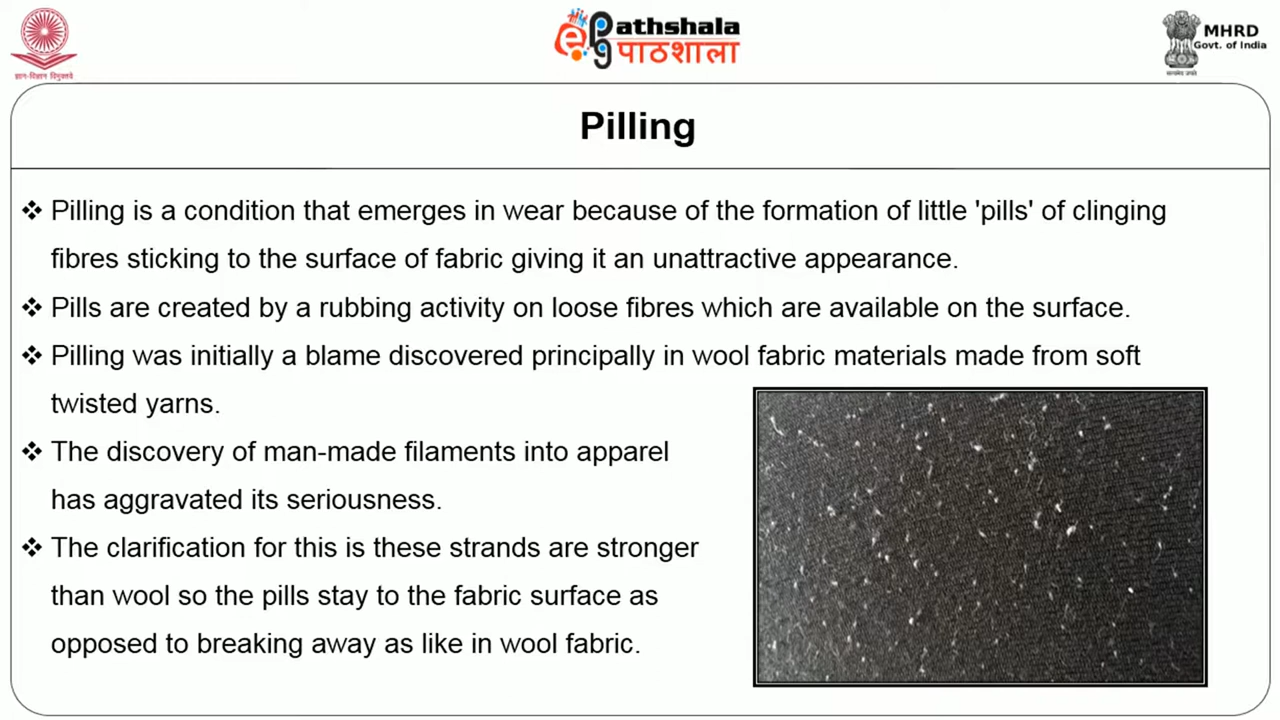 ज्ञान-विज्ञान विमुक्तये
ePathshala
पाठशाला
सत्यमेव जयते
MHRD
Govt. of India
Pilling
❖ Pilling is a condition that emerges in wear because of the formation of little 'pills' of clinging
fibres sticking to the surface of fabric giving it an unattractive appearance.
❖ Pills are created by a rubbing activity on loose fibres which are available on the surface.
❖ Pilling was initially a blame discovered principally in wool fabric materials made from soft
twisted yarns.
❖ The discovery of man-made filaments into apparel
has aggravated its seriousness.
❖ The clarification for this is these strands are stronger
than wool so the pills stay to the fabric surface as
opposed to breaking away as like in wool fabric.